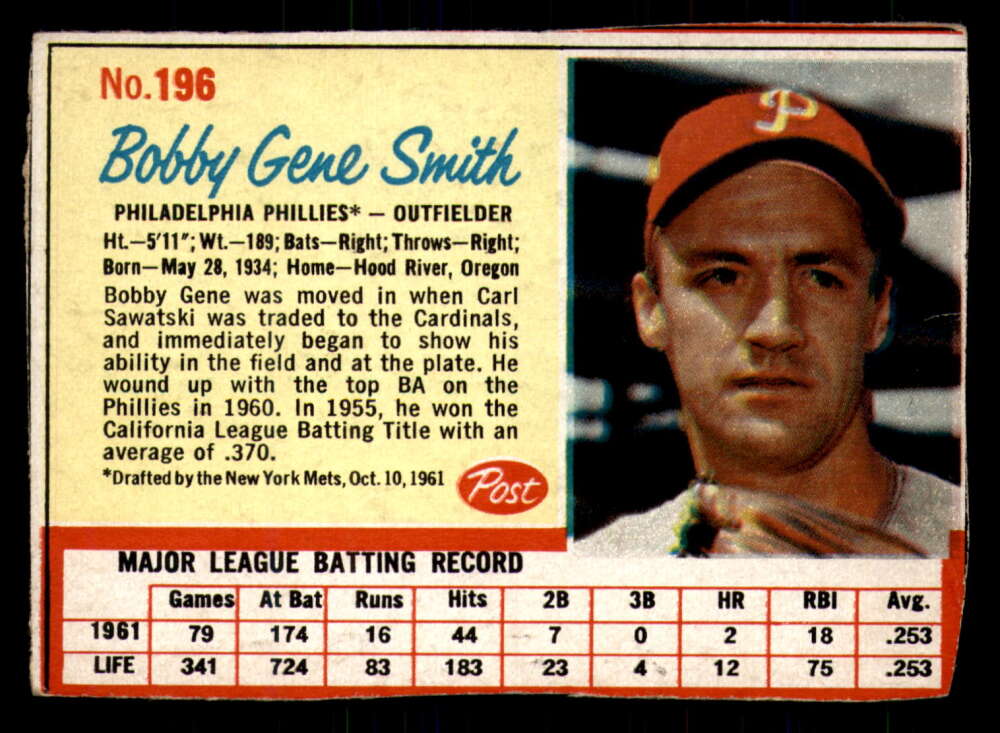 No. 196
Bobby Gene Smith
PHILADELPHIA PHILLIES* — OUTFIELDER
Ht.—5'11"; Wt.—189; Bats—Right; Throws—Right;
Born—May 28, 1934; Home—Hood River, Oregon
Bobby Gene was moved in when Carl
Sawatski was traded to the Cardinals,
and immediately began to show his
ability in the field and at the plate. He
wound up with the top BA on the
Phillies in 1960. In 1955, he won the
California League Batting Title with an
average of .370.
*Drafted by the New York Mets, Oct. 10, 1961
Post
P
MAJOR LEAGUE BATTING RECORD
Games At Bat Runs Hits 2B 3B HR RBI Avg.
1961 79 174 16 44 7 0 2 18 .253
LIFE 341 724 83 183 23 4 12 75 .253